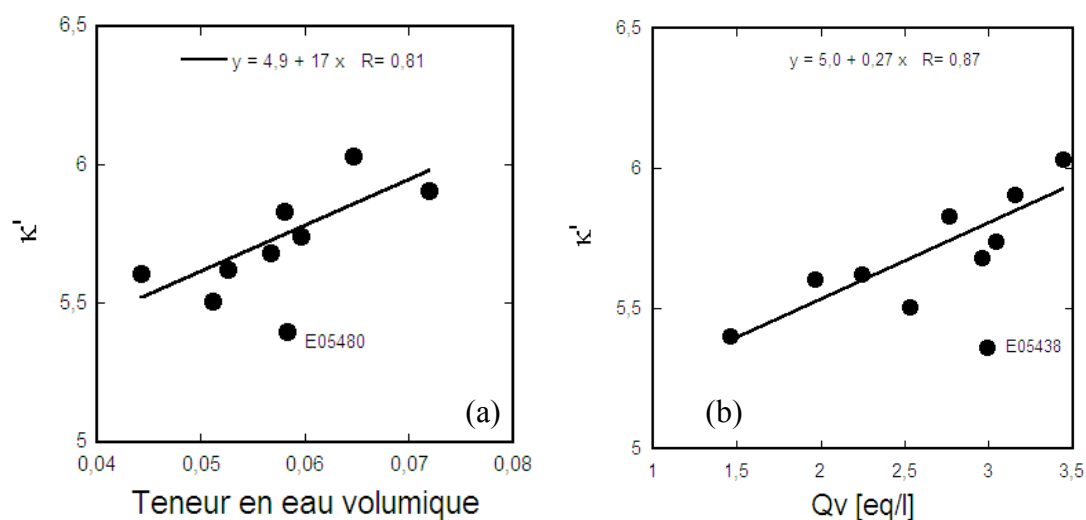 6,5
y = 4,9 + 17 x R= 0,81
6
κ'
5,5
E05480
(a)
5
0,04 0,05 0,06 0,07 0,08
Teneur en eau volumique
6,5
y = 5,0 + 0,27 x R= 0,87
6
κ'
5,5
E05438
(b)
5
1 1,5 2 2,5 3 3,5
Qv [eq/l]